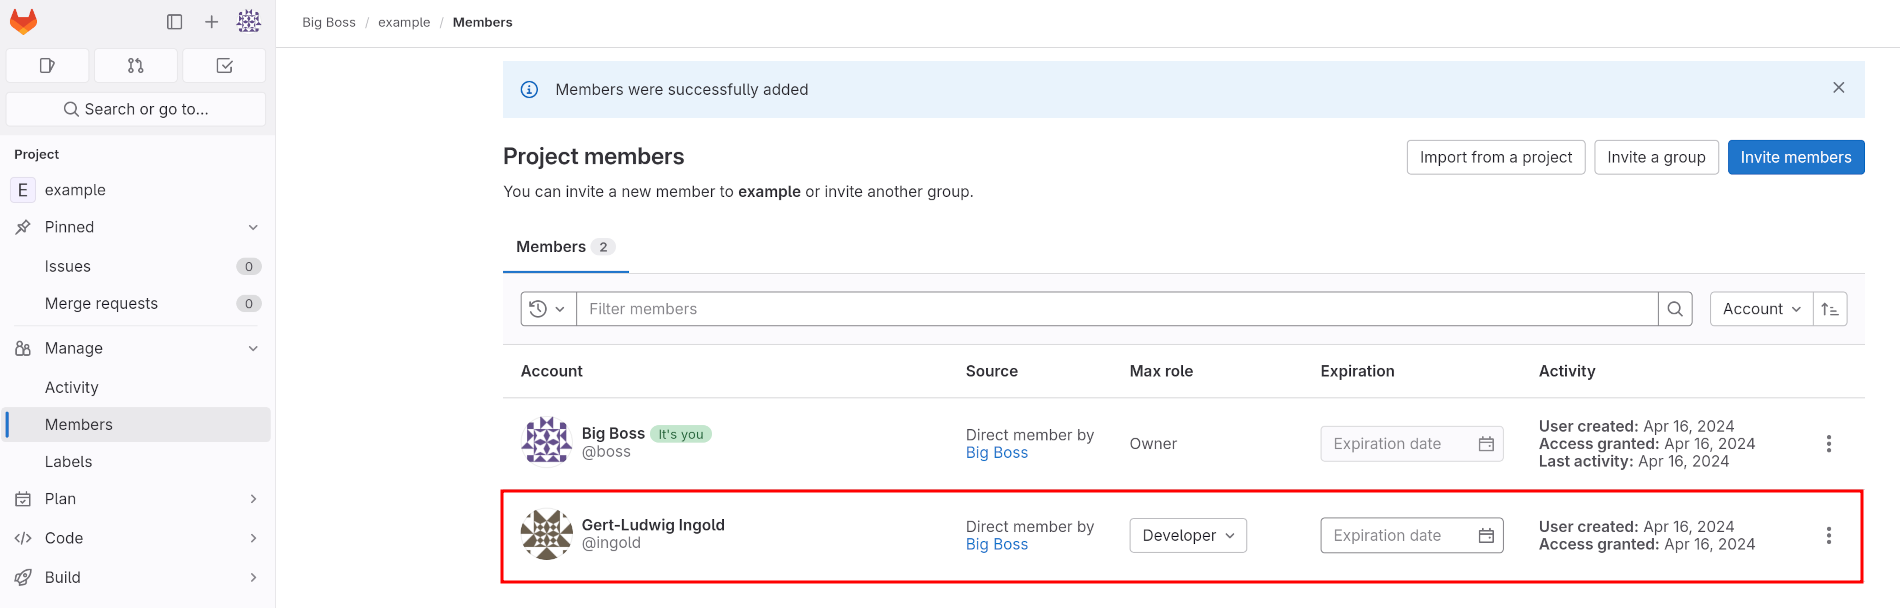 Big Boss / example / Members
Search or go to...
Project
E example
Pinned
Issues 0
Merge requests 0
Manage
Activity
Members
Labels
Plan
Code
Build
Members were successfully added
Project members
Import from a project
Invite a group
Invite members
You can invite a new member to example or invite another group.
Members 2
Filter members
Account
Account Source Max role Expiration Activity
Big Boss It's you
@boss
Direct member by
Big Boss
Owner
Expiration date
User created: Apr 16, 2024
Access granted: Apr 16, 2024
Last activity: Apr 16, 2024
Gert-Ludwig Ingold
@ingold
Direct member by
Big Boss
Developer
Expiration date
User created: Apr 16, 2024
Access granted: Apr 16, 2024